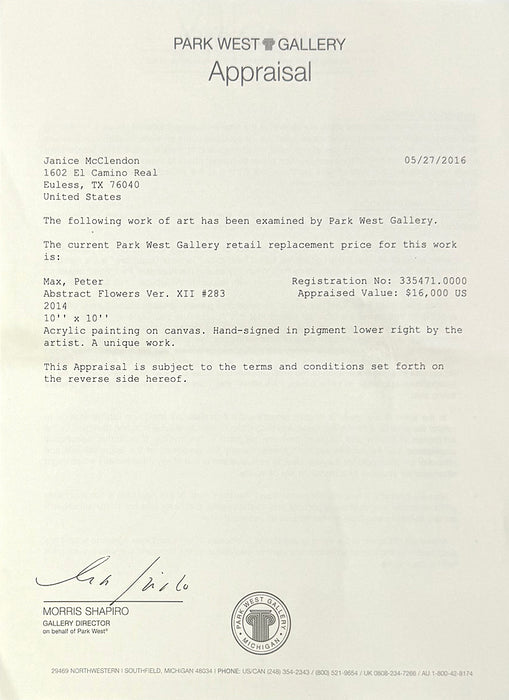 PARK WEST GALLERY
Appraisal
Janice McClendon 05/27/2016
1602 El Camino Real
Euless, TX 76040
United States
The following work of art has been examined by Park West Gallery.
The current Park West Gallery retail replacement price for this work
is:
Max, Peter Registration No: 335471.0000
Abstract Flowers Ver. XII #283 Appraised Value: $16,000 US
2014
10'' x 10''
Acrylic painting on canvas. Hand-signed in pigment lower right by the
artist. A unique work.
This Appraisal is subject to the terms and conditions set forth on
the reverse side hereof.
MORRIS SHAPIRO
GALLERY DIRECTOR
on behalf of Park West®
PARK WEST GALLERY
MICHIGAN
29469 NORTHWESTERN | SOUTHFIELD, MICHIGAN 48034 | PHONE: US/CAN (248) 354-2343 / (800) 521-9654 / UK 0808-234-7266 / AU 1-800-42-8174